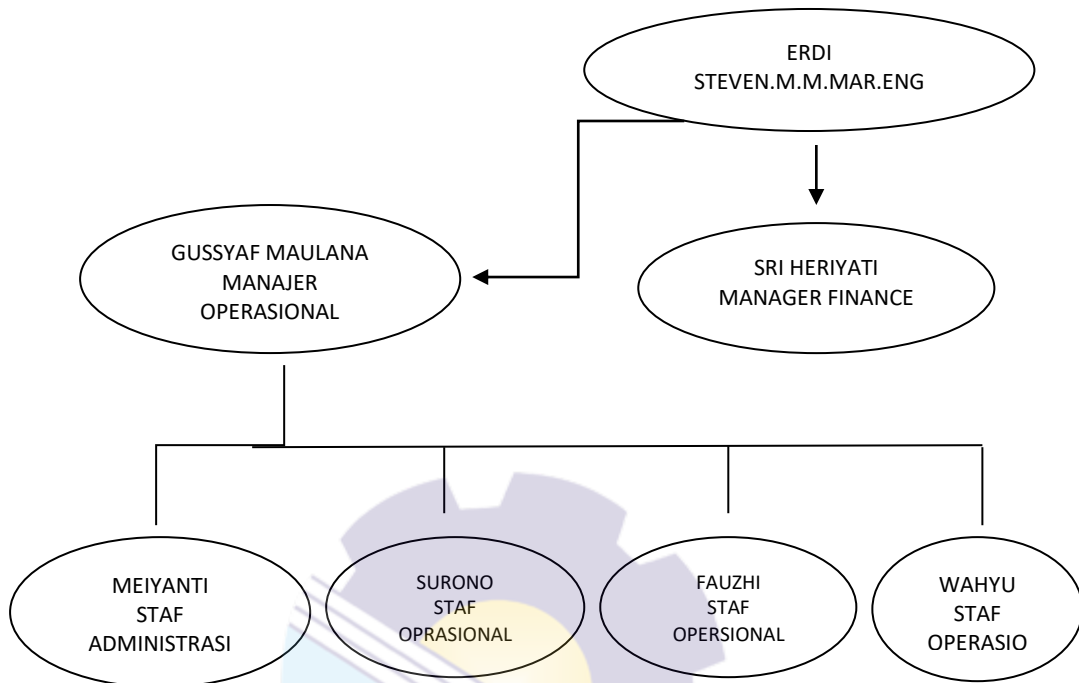 ERDI
STEVEN.M.M.MAR.ENG
GUSSYAF MAULANA
MANAJER
OPERASIONAL
SRI HERIYATI
MANAGER FINANCE
MEIYANTI
STAF
ADMINISTRASI
SURONO
STAF
OPRASIONAL
FAUZHI
STAF
OPERSIONAL
WAHYU
STAF
OPERASIO